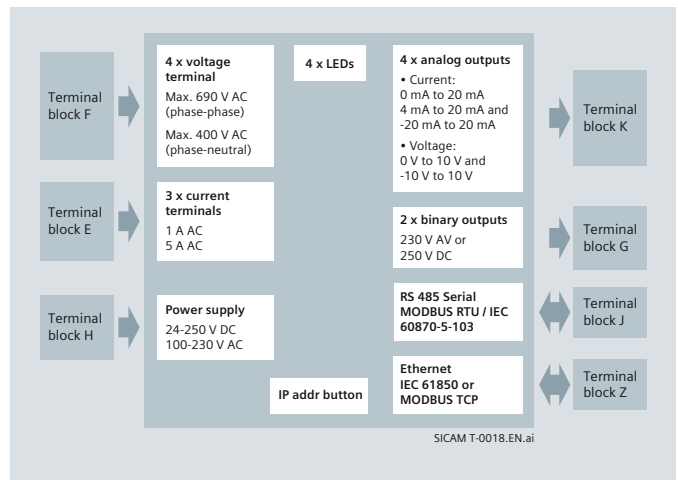 Terminal
block F
4 x voltage
terminal
Max. 690 V AC
(phase-phase)
Max. 400 V AC
(phase-neutral)
4 x LEDs
4 x analog outputs
• Current:
0 mA to 20 mA
4 mA to 20 mA and
-20 mA to 20 mA
• Voltage:
0 V to 10 V and
-10 V to 10 V
Terminal
block K
Terminal
block E
3 x current
terminals
1 A AC
5 A AC
2 x binary outputs
230 V AV or
250 V DC
Terminal
block G
Terminal
block H
Power supply
24-250 V DC
100-230 V AC
RS 485 Serial
MODBUS RTU / IEC
60870-5-103
Terminal
block J
IP addr button
Ethernet
IEC 61850 or
MODBUS TCP
Terminal
block Z
SICAM T-0018.EN.ai